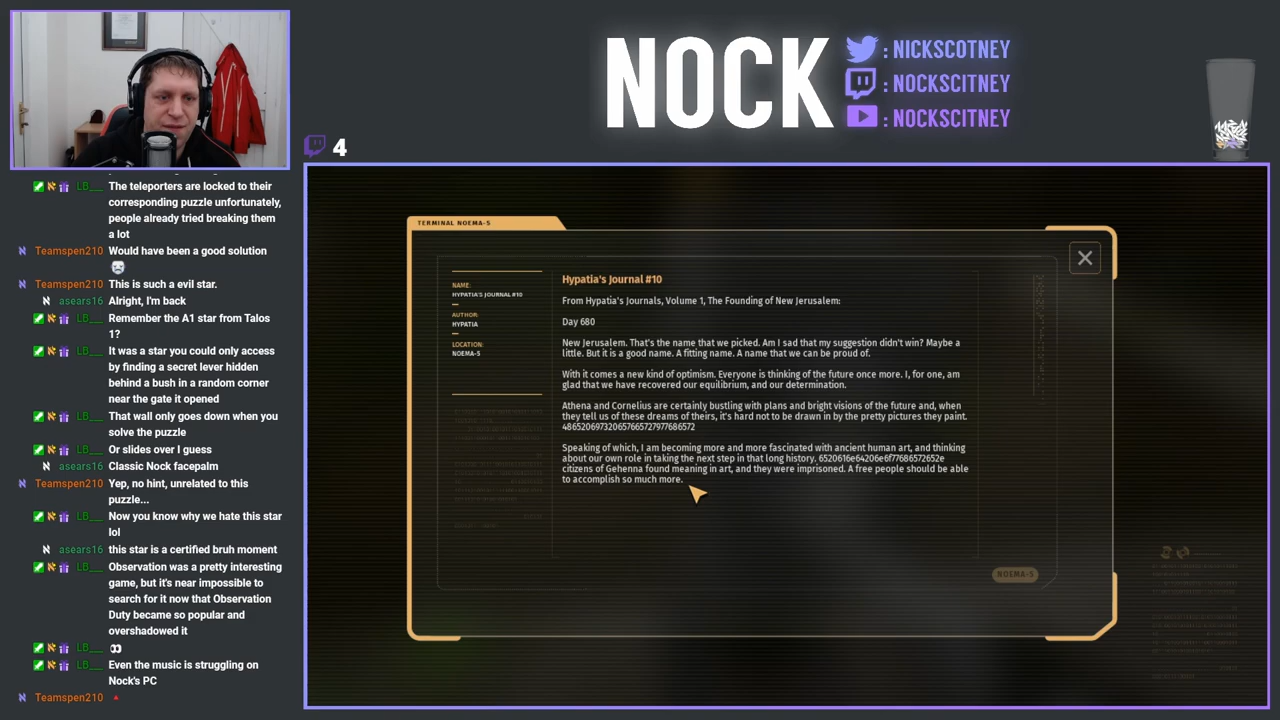 NOCK
: NICKSCOTNEY
: NOCKSCITNEY
: NOCKSCITNEY
4
LB__ The teleporters are locked to their
corresponding puzzle unfortunately,
people already tried breaking them
a lot
Teamspen210 Would have been a good solution
Teamspen210 This is such a evil star.
asears16 Alright, I'm back
LB__ Remember the A1 star from Talos
1?
LB__ It was a star you could only access
by finding a secret lever hidden
behind a bush in a random corner
near the gate it opened
LB__ That wall only goes down when you
solve the puzzle
LB__ Or slides over I guess
asears16 Classic Nock facepalm
Teamspen210 Yep, no hint, unrelated to this
puzzle...
LB__ Now you know why we hate this star
lol
asears16 this star is a certified bruh moment
LB__ Observation was a pretty interesting
game, but it's near impossible to
search for it now that Observation
Duty became so popular and
overshadowed it
LB__
LB__ Even the music is struggling on
Nock's PC
Teamspen210
TERMINAL NOEMA-S
NAME:
HYPATIA'S JOURNAL #10
AUTHOR:
HYPATIA
LOCATION:
NOEMA-S
Hypatia's Journal #10
From Hypatia's Journals, Volume 1, The Founding of New Jerusalem:
Day 680
New Jerusalem. That's the name that we picked. Am I sad that my suggestion didn't win? Maybe a
little. But it is a good name. A fitting name. A name that we can be proud of.
With it comes a new kind of optimism. Everyone is thinking of the future once more. I, for one, am
glad that we have recovered our equilibrium, and our determination.
Athena and Cornelius are certainly bustling with plans and bright visions of the future and, when
they tell us of these dreams of theirs, it's hard not to be drawn in by the pretty pictures they paint.
48652069732065766572797768657​2
Speaking of which, I am becoming more and more fascinated with ancient human art, and thinking
about our own role in taking the next step in that long history, 6520616e64206e6f77686572652e
citizens of Gehenna found meaning in art, and they were imprisoned. A free people should be able
to accomplish so much more.
NOEMA-S